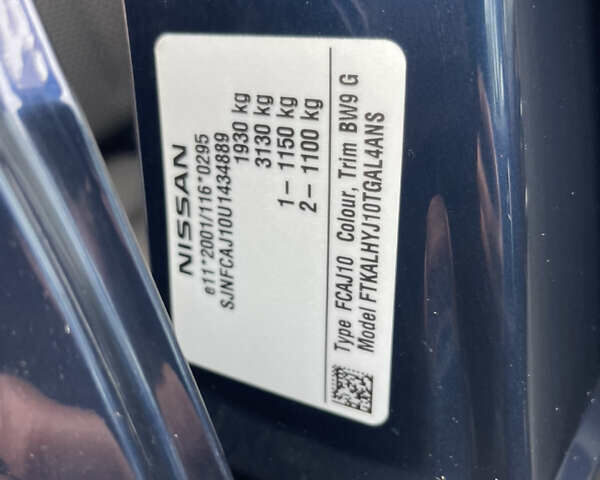 NISSAN
e11*2001/116*0295
SJNFCAJ10U1434889
1930 kg
3130 kg
1- 1150 kg
2- 1100 kg
Type FCAJ10 Colour, Trim BW9 G
Model FTKALHYJ10TGAL4ANS